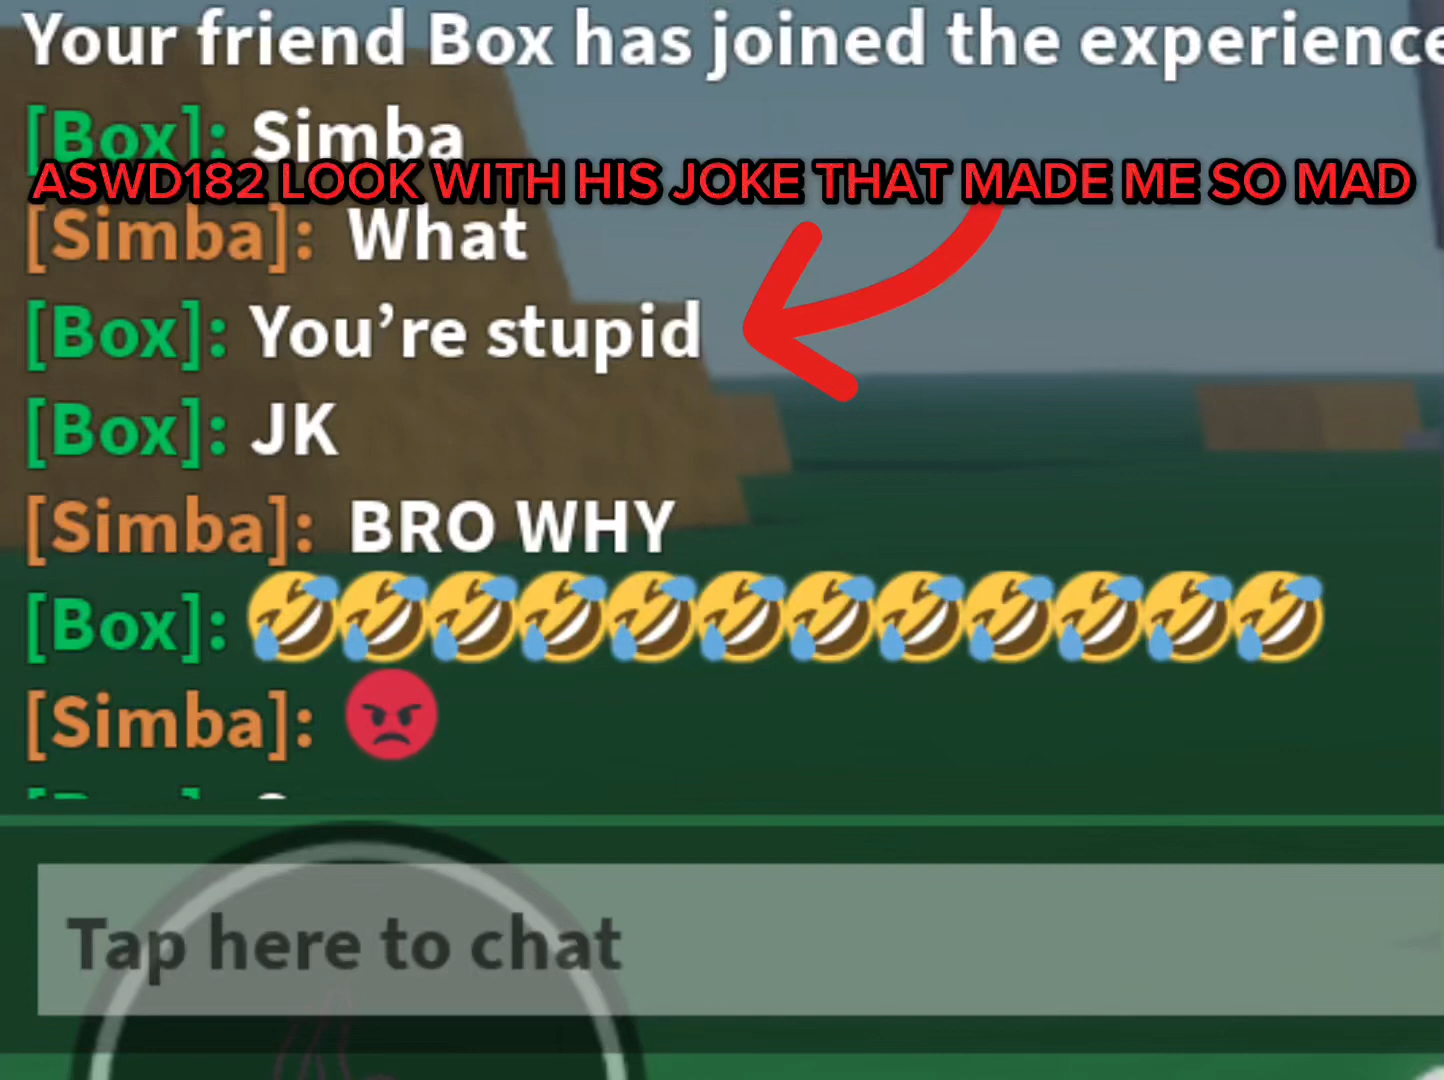 Your friend Box has joined the experience
[Box]: Simba
ASWD182 LOOK WITH HIS JOKE THAT MADE ME SO MAD
[Simba]: What
[Box]: You’re stupid
[Box]: JK
[Simba]: BRO WHY
[Box]: 🤣🤣🤣🤣🤣🤣🤣🤣🤣🤣🤣🤣
[Simba]: 😡
Tap here to chat